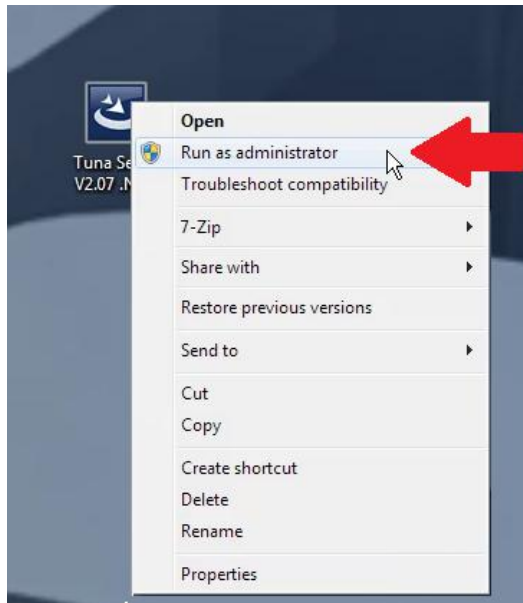 Tuna Se
V2.07 .N
Open
Run as administrator
Troubleshoot compatibility
7-Zip
Share with
Restore previous versions
Send to
Cut
Copy
Create shortcut
Delete
Rename
Properties